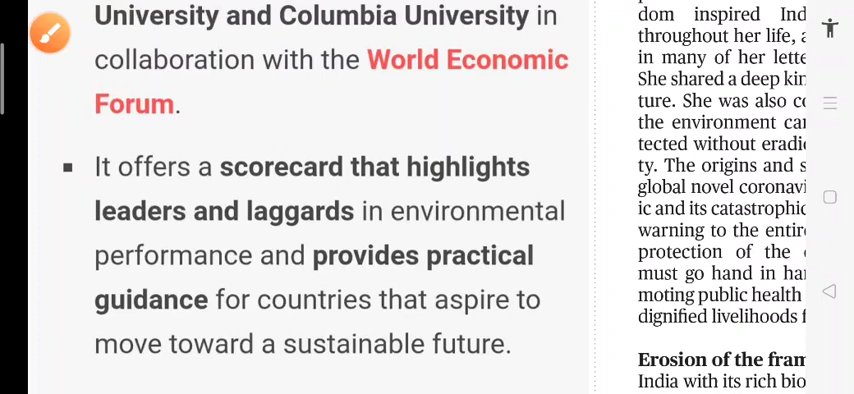 University and Columbia University in
collaboration with the World Economic
Forum.
▪ It offers a scorecard that highlights
leaders and laggards in environmental
performance and provides practical
guidance for countries that aspire to
move toward a sustainable future.
dom inspired Ind
throughout her life, a
in many of her lette
She shared a deep kin
ture. She was also co
the environment can
tected without eradi
ty. The origins and s
global novel coronavi
ic and its catastrophic
warning to the entir
protection of the
must go hand in ha
moting public health
dignified livelihoods f
Erosion of the fram
India with its rich bio